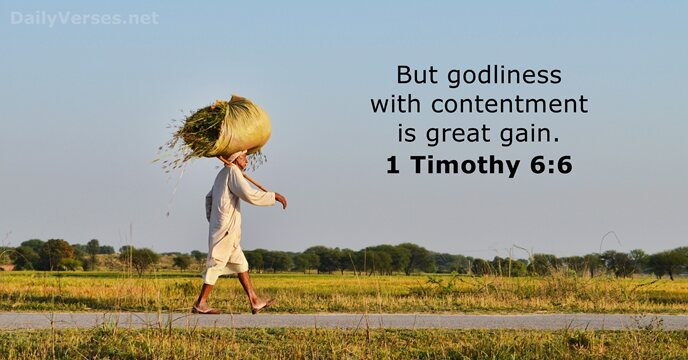 DailyVerses.net
But godliness
with contentment
is great gain.
1 Timothy 6:6